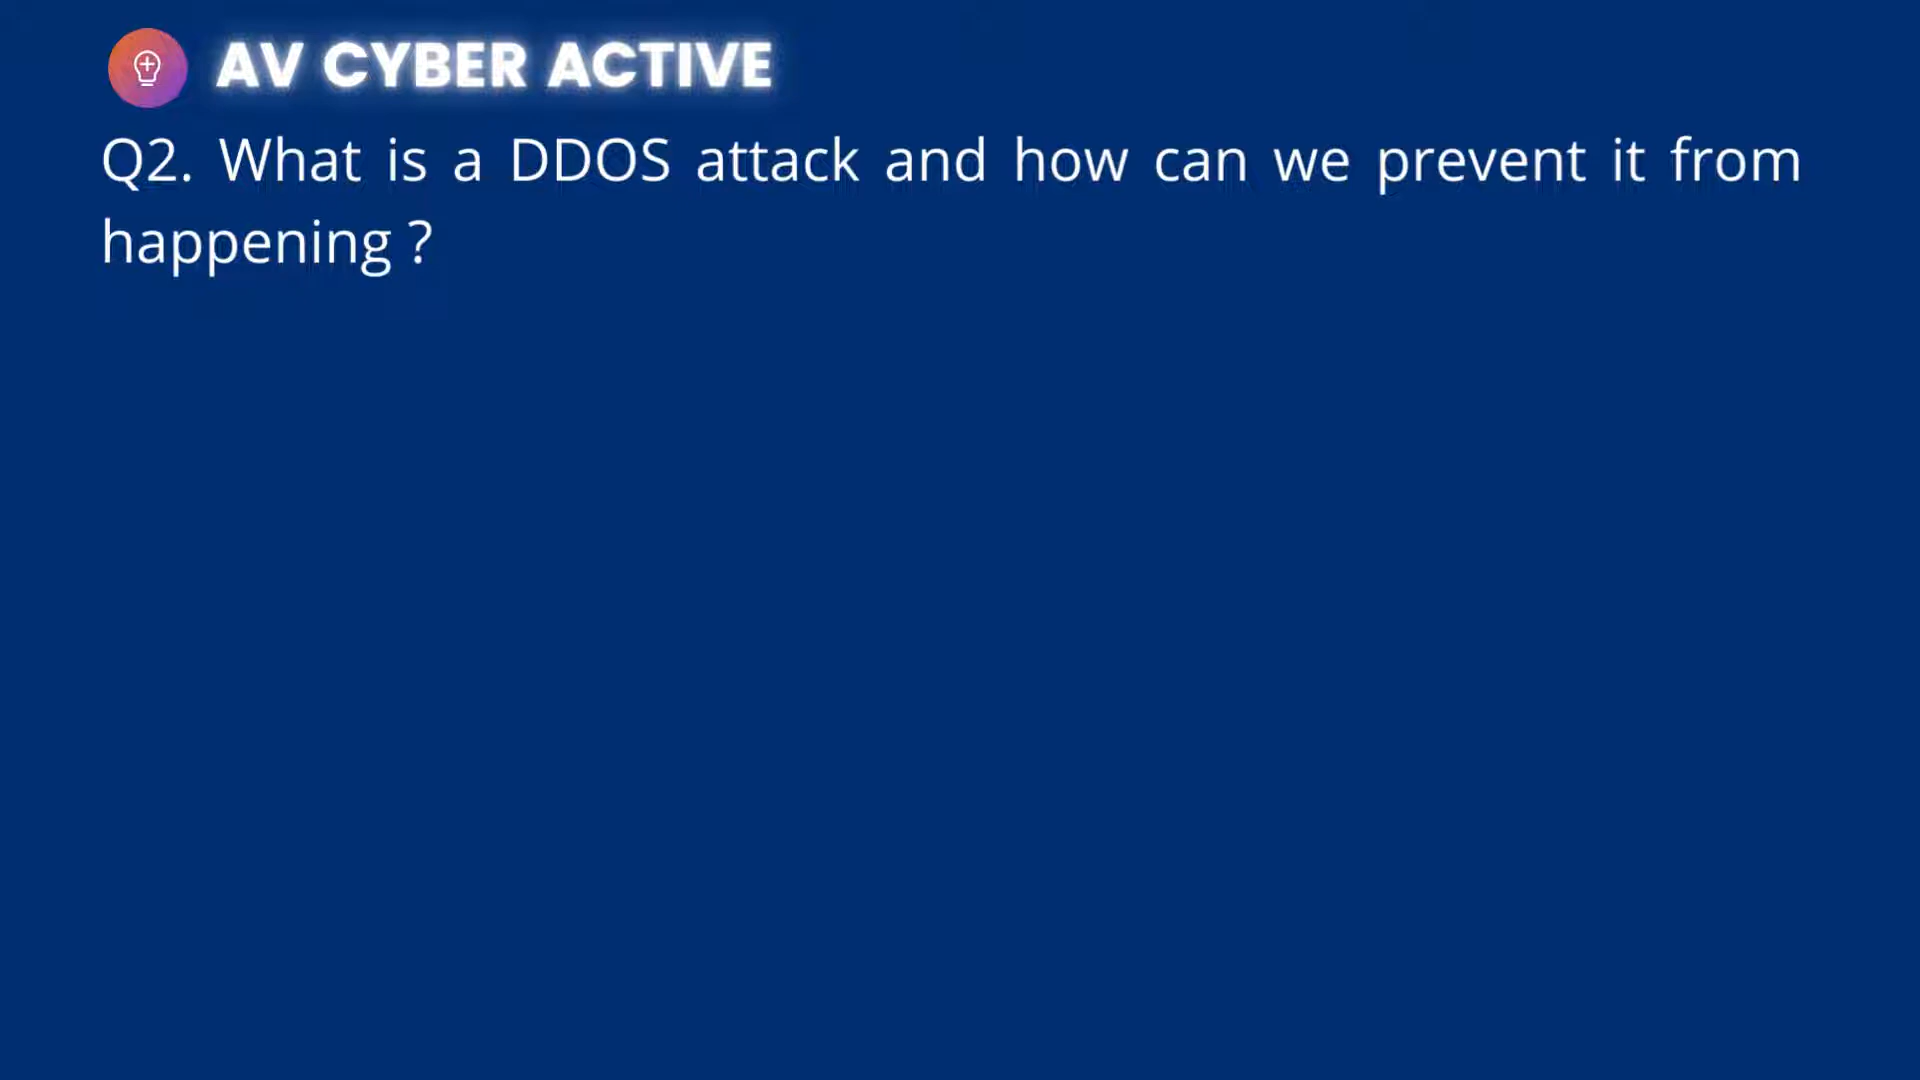 AV CYBER ACTIVE
Q2. What is a DDOS attack and how can we prevent it from
happening ?